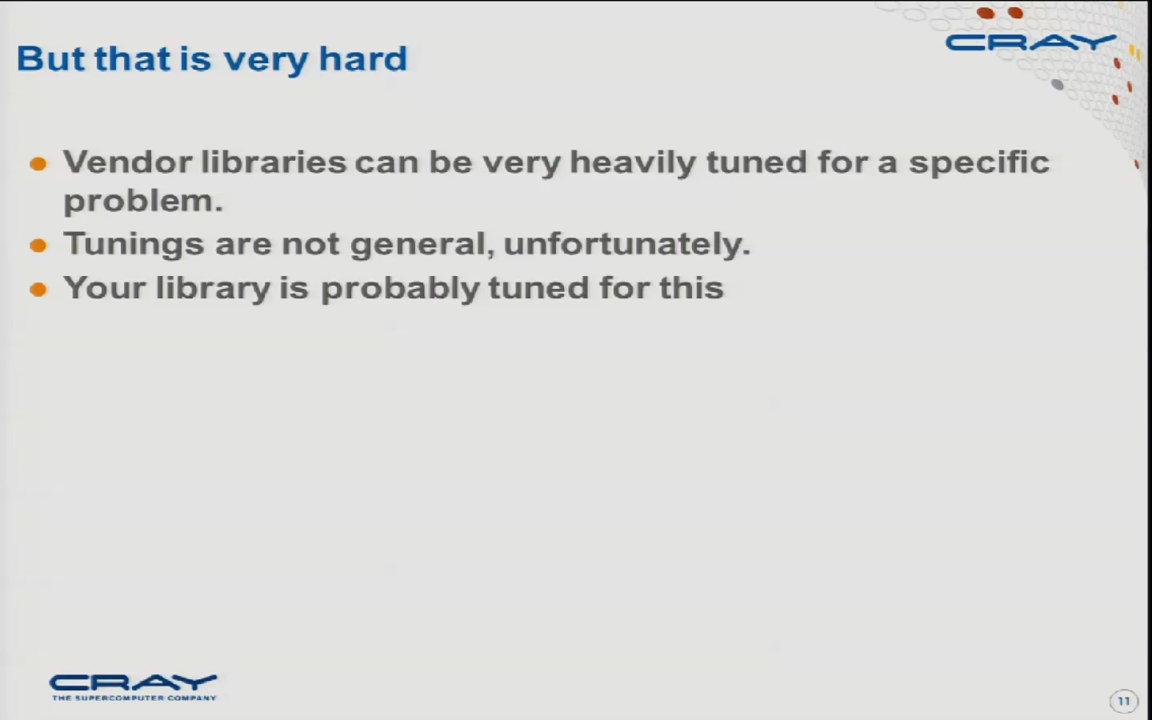 But that is very hard
CRAY
Vendor libraries can be very heavily tuned for a specific
problem.
Tunings are not general, unfortunately.
Your library is probably tuned for this
CRAY
THE SUPERCOMPUTER COMPANY
11